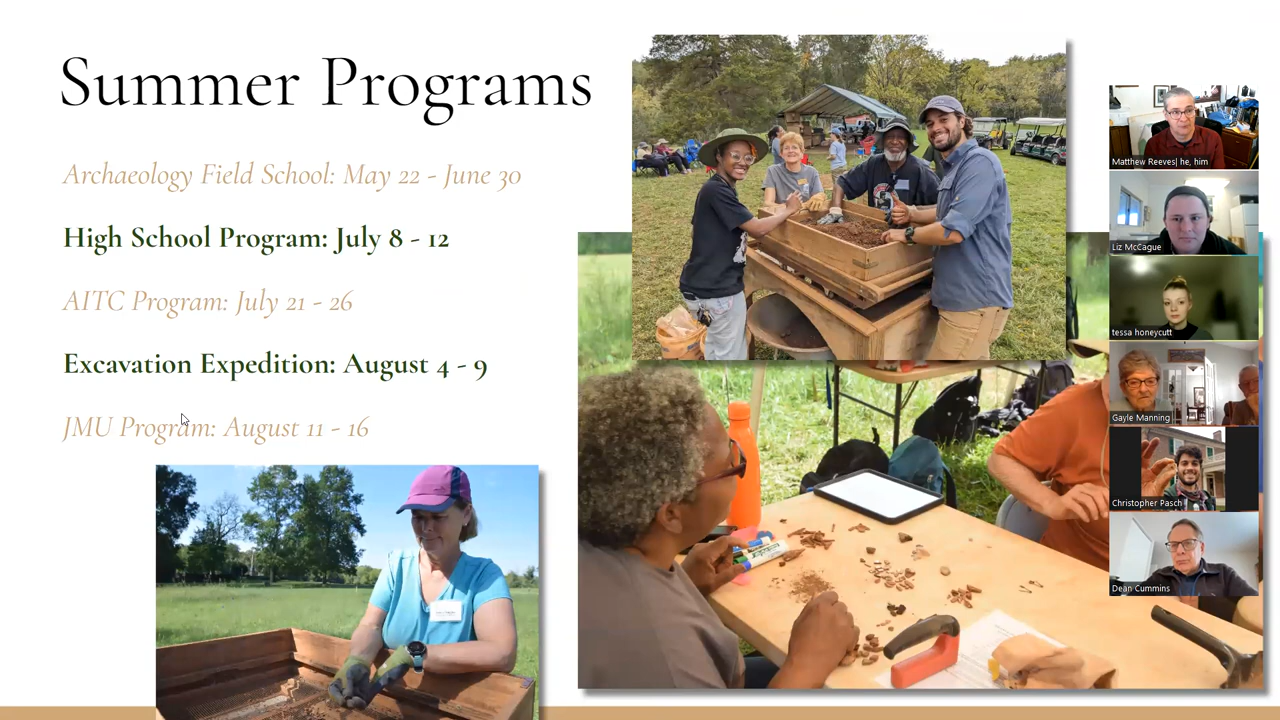 Summer Programs
Archaeology Field School: May 22 - June 30
High School Program: July 8 - 12
AITC Program: July 21 - 26
Excavation Expedition: August 4 - 9
JMU Program: August 11 - 16
Matthew Reeves| he, him
Liz McCague
tessa honeycutt
Gayle Manning
Christopher Pasch
Dean Cummins